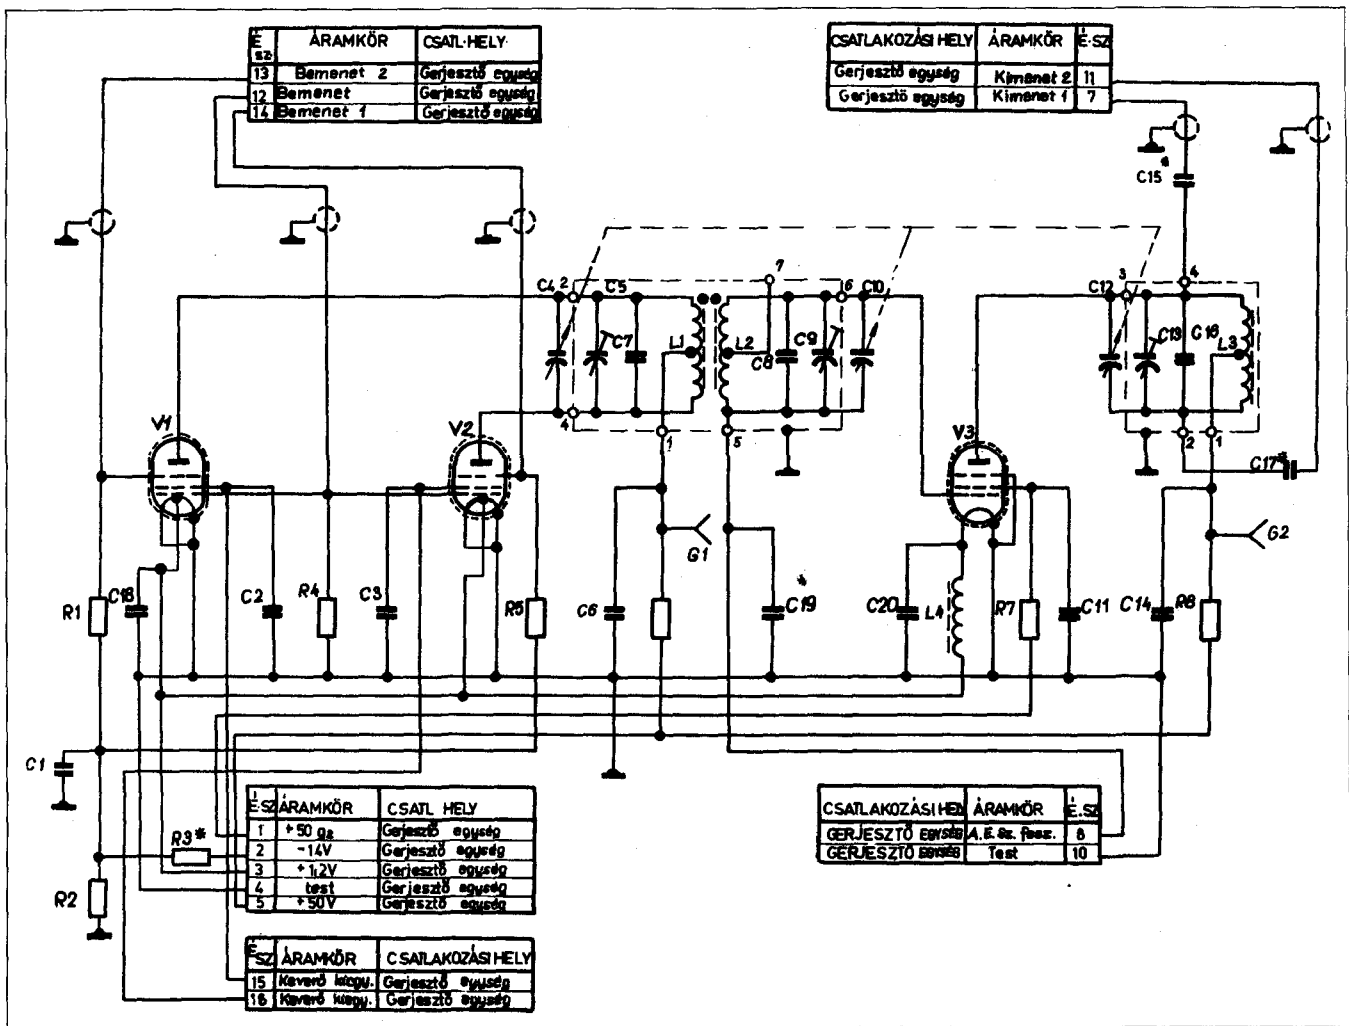 É sz ÁRAMKÖR CSATL·HELY·
13 Bemenet 2 Gerjesztő egység
12 Bemenet Gerjesztő egység
14 Bemenet 1 Gerjesztő egység
CSATLAKOZÁSI HELY ÁRAMKÖR É·SZ
Gerjesztő egység Kimenet 2 11
Gerjesztő egység Kimenet 1 7
C15*
C4 2 C5 7 6 C10 C12 3 4
C7 L1 L2 C8 C9 C13 C16 L3
4 1 5 2 1
V1 V2 V3 C17*
G1 G2
R1 C18 C2 R4 C3 R5 C6 C19* C20 L4 R7 C11 C14 R8
C1
R3*
R2
É.SZ ÁRAMKÖR CSATL HELY
1 +50 gz Gerjesztő egység
2 -14V Gerjesztő egység
3 +1,2V Gerjesztő egység
4 test Gerjesztő egység
5 +50V Gerjesztő egység
CSATLAKOZÁSI HELY ÁRAMKÖR É.SZ
GERJESZTŐ EGYSÉG A.É.Sz. fesz. 8
GERJESZTŐ EGYSÉG Test 10
É SZ ÁRAMKÖR CSATLAKOZÁSI HELY
15 Keverő kiegy. Gerjesztő egység
16 Keverő kiegy. Gerjesztő egység